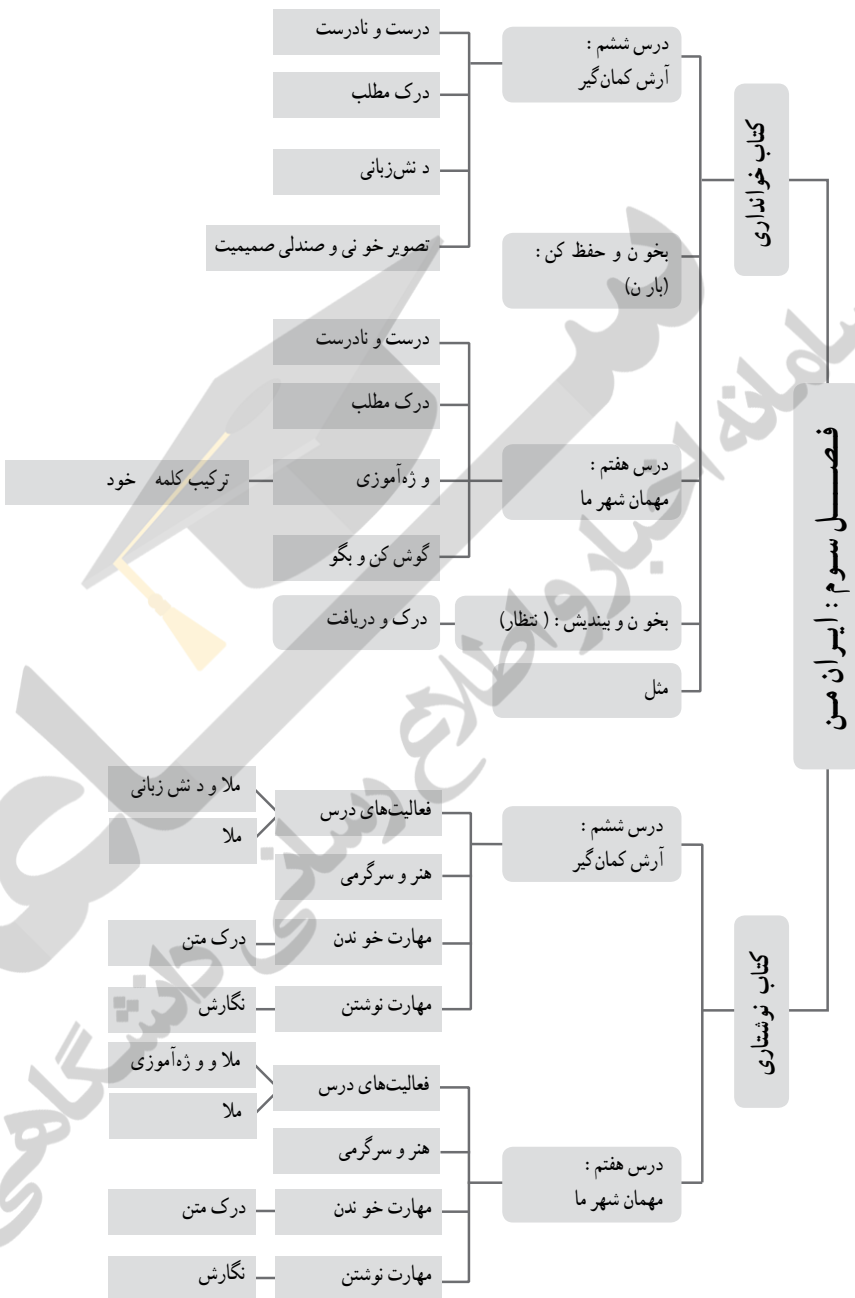 فصل سوم : ایران من
کتاب خوانداری
درس ششم :
آرش کمان‌گیر
درست و نادرست
درک مطلب
د نش‌زبانی
تصویر خو نی و صندلی صمیمیت
بخو ن و حفظ کن :
(بار ن)
درس هفتم :
مهمان شهر ما
درست و نادرست
درک مطلب
و ژه‌آموزی
ترکیب کلمه خود
گوش کن و بگو
بخو ن و بیندیش : ( نتظار)
درک و دریافت
مثل
کتاب نوشتاری
درس ششم :
آرش کمان‌گیر
فعالیت‌های درس
ملا و د نش زبانی
ملا
هنر و سرگرمی
مهارت خو ندن
درک متن
مهارت نوشتن
نگارش
درس هفتم :
مهمان شهر ما
فعالیت‌های درس
ملا و و ژه‌آموزی
ملا
هنر و سرگرمی
مهارت خو ندن
درک متن
مهارت نوشتن
نگارش
سامانه اخبار و اطلاع رسانی دانشگاهی